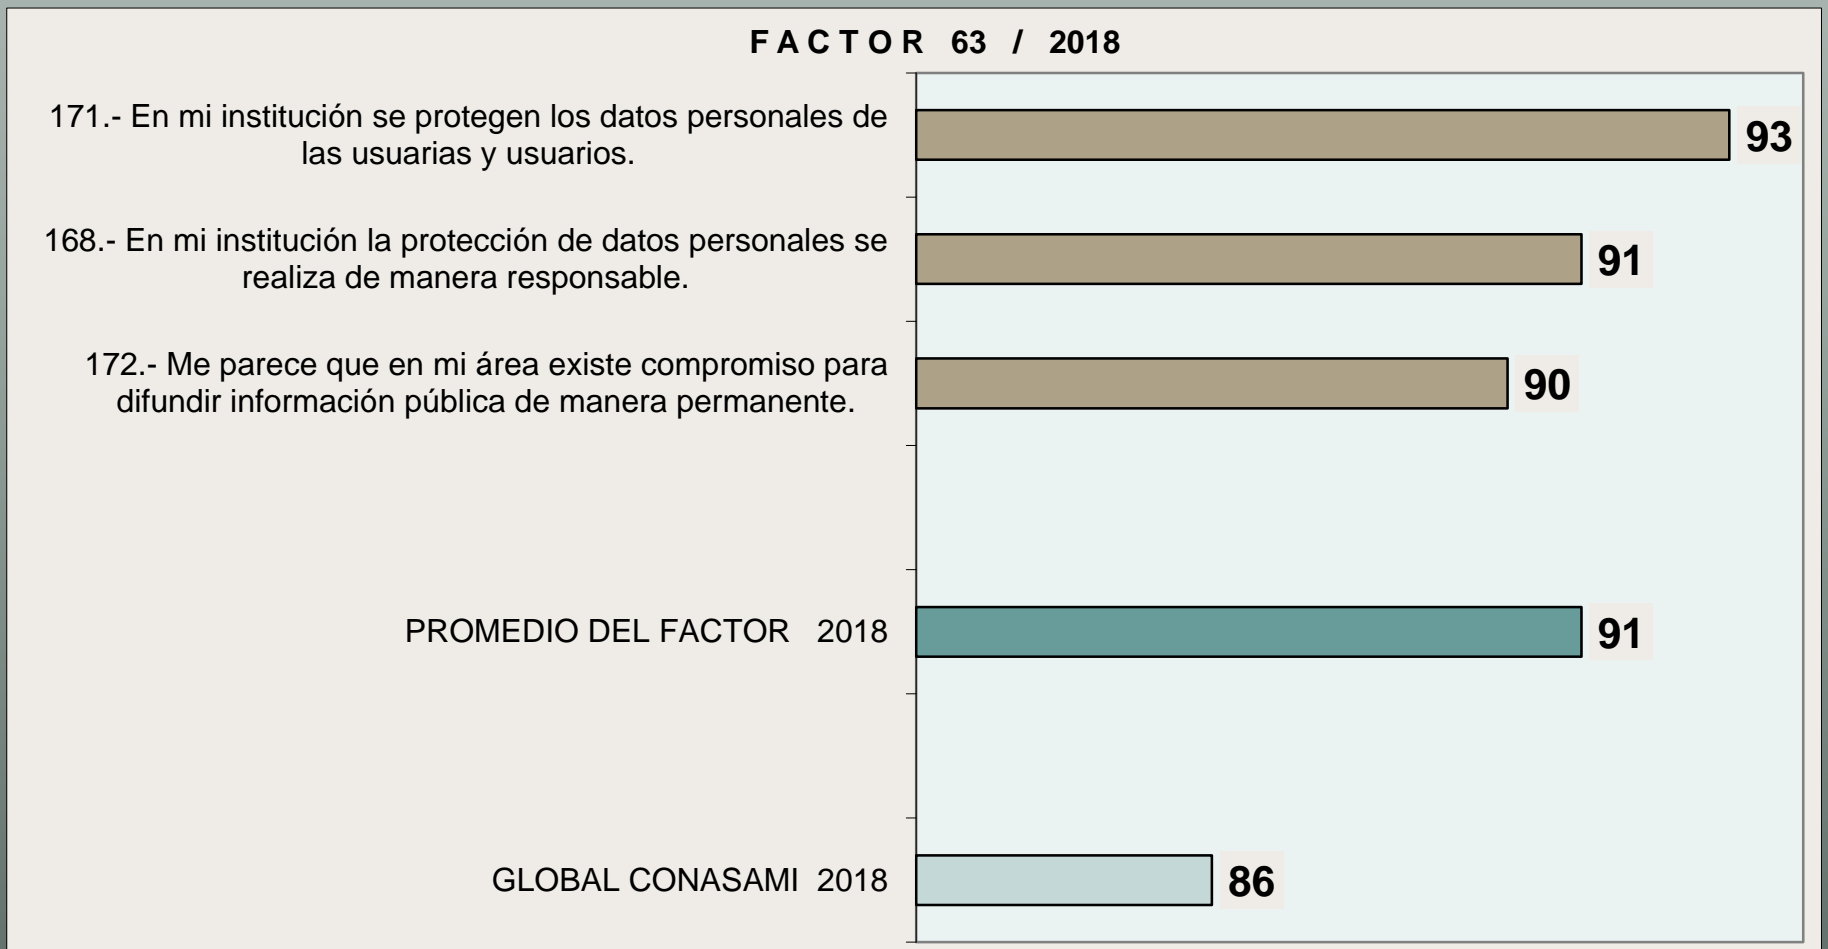 FACTOR 63 / 2018
171.- En mi institución se protegen los datos personales de
las usuarias y usuarios.
93
168.- En mi institución la protección de datos personales se
realiza de manera responsable.
91
172.- Me parece que en mi área existe compromiso para
difundir información pública de manera permanente.
90
PROMEDIO DEL FACTOR 2018
91
GLOBAL CONASAMI 2018
86